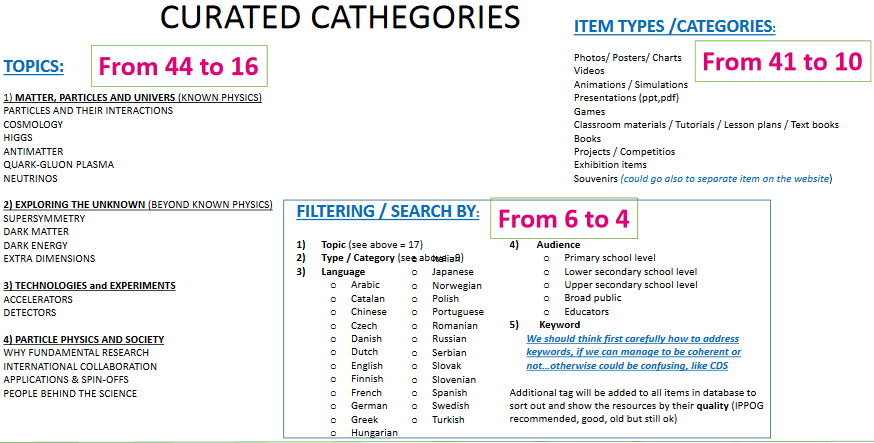 CURATED CATHEGORIES
TOPICS:
From 44 to 16
1) MATTER, PARTICLES AND UNIVERS (KNOWN PHYSICS)
PARTICLES AND THEIR INTERACTIONS
COSMOLOGY
HIGGS
ANTIMATTER
QUARK-GLUON PLASMA
NEUTRINOS
2) EXPLORING THE UNKNOWN (BEYOND KNOWN PHYSICS)
SUPERSYMMETRY
DARK MATTER
DARK ENERGY
EXTRA DIMENSIONS
3) TECHNOLOGIES and EXPERIMENTS
ACCELERATORS
DETECTORS
4) PARTICLE PHYSICS AND SOCIETY
WHY FUNDAMENTAL RESEARCH
INTERNATIONAL COLLABORATION
APPLICATIONS & SPIN-OFFS
PEOPLE BEHIND THE SCIENCE
ITEM TYPES /CATEGORIES:
From 41 to 10
Photos/ Posters/ Charts
Videos
Animations / Simulations
Presentations (ppt,pdf)
Games
Classroom materials / Tutorials / Lesson plans / Text books
Books
Projects / Competitios
Exhibition items
Souvenirs (could go also to separate item on the website)
FILTERING / SEARCH BY:
From 6 to 4
1) Topic (see above = 17)
2) Type / Category (see above 9)
3) Language
o Arabic
o Catalan
o Chinese
o Czech
o Danish
o Dutch
o English
o Finnish
o French
o German
o Greek
o Hungarian
o Italian
o Japanese
o Norwegian
o Polish
o Portuguese
o Romanian
o Russian
o Serbian
o Slovak
o Slovenian
o Spanish
o Swedish
o Turkish
4) Audience
o Primary school level
o Lower secondary school level
o Upper secondary school level
o Broad public
o Educators
5) Keyword
We should think first carefully how to address
keywords, if we can manage to be coherent or
not...otherwise could be confusing, like CDS
Additional tag will be added to all items in database to
sort out and show the resources by their quality (IPPOG
recommended, good, old but still ok)